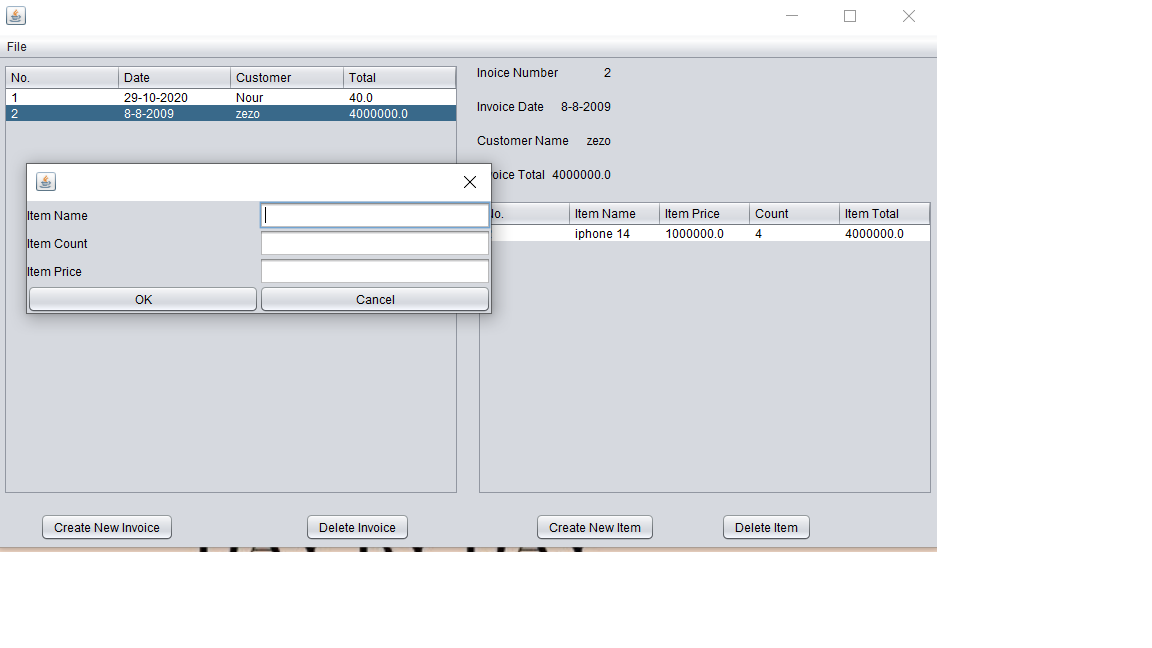 File
No. Date Customer Total
1 29-10-2020 Nour 40.0
2 8-8-2009 zezo 4000000.0
Inoice Number 2
Invoice Date 8-8-2009
Customer Name zezo
oice Total 4000000.0
Item Name
Item Count
Item Price
OK Cancel
lo. Item Name Item Price Count Item Total
iphone 14 1000000.0 4 4000000.0
Create New Invoice Delete Invoice Create New Item Delete Item